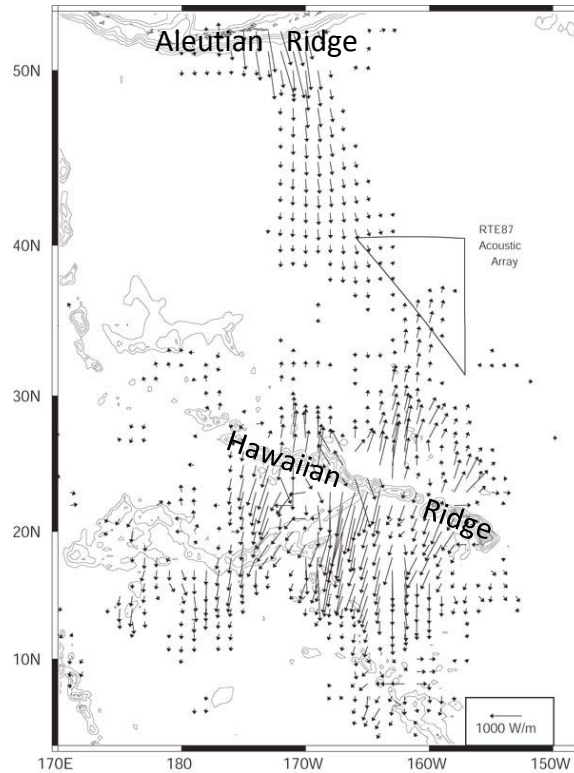 Aleutian Ridge
50N
40N
RTE87
Acoustic
Array
30N
Hawaiian
Ridge
20N
10N
1000 W/m
170E 180 170W 160W 150W